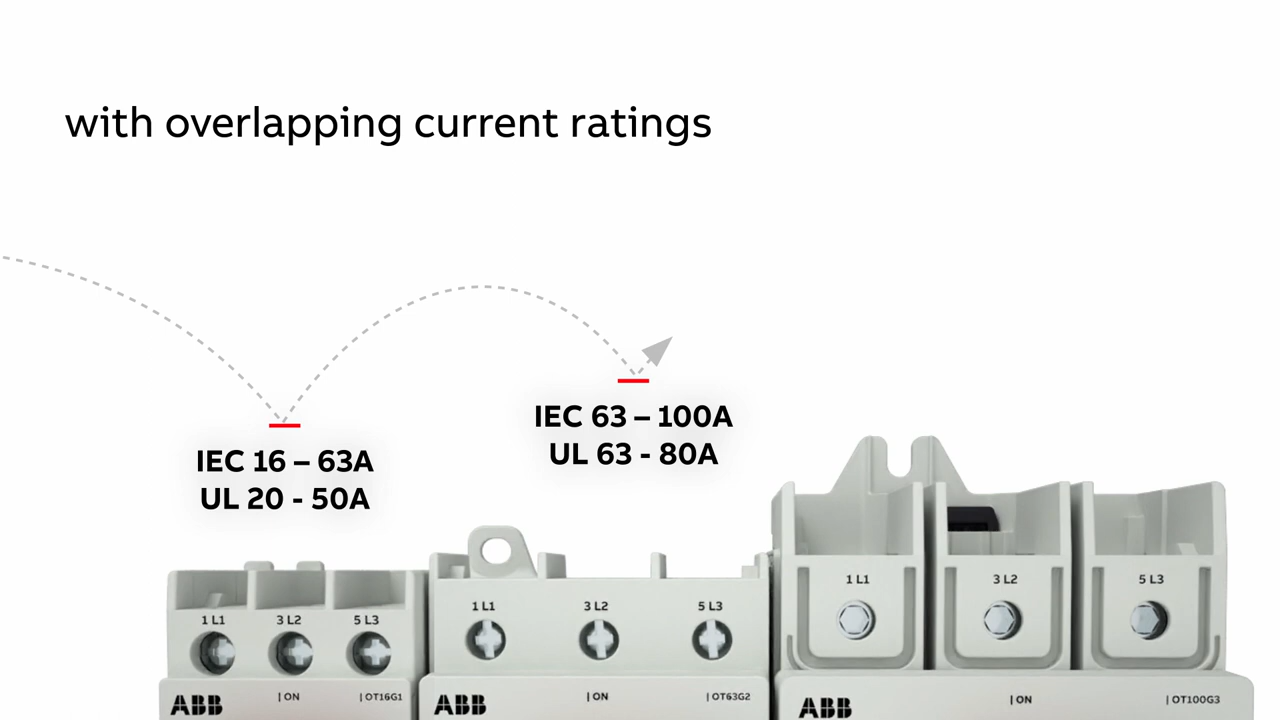 with overlapping current ratings
IEC 16 – 63A
UL 20 - 50A
IEC 63 – 100A
UL 63 - 80A
1 L1 3 L2 5 L3
ABB | ON | OT16G1
1 L1 3 L2 5 L3
ABB | ON | OT63G2
1 L1 3 L2 5 L3
ABB | ON | OT100G3